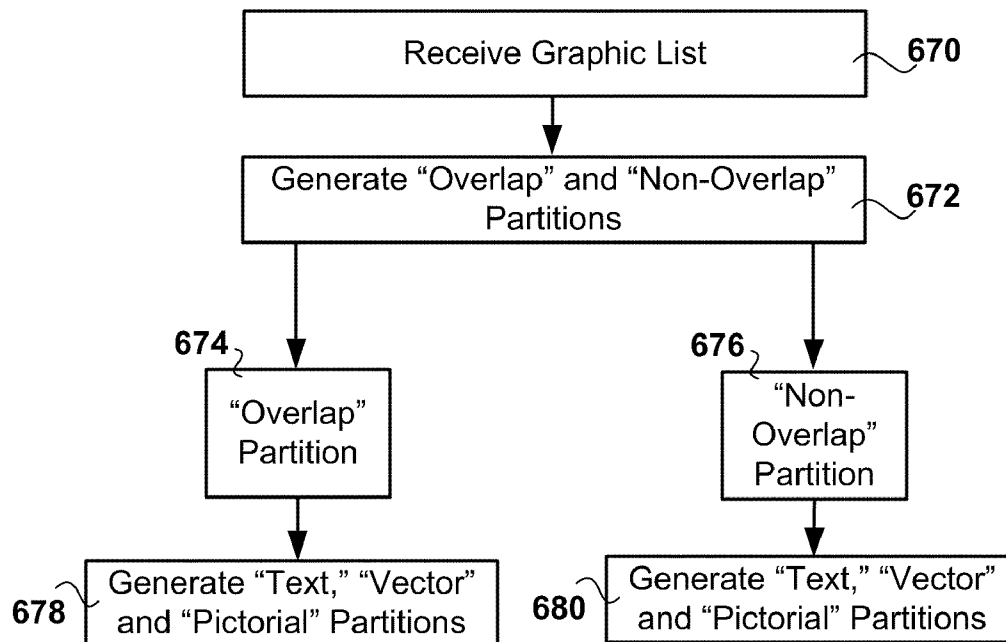 Receive Graphic List
670
Generate “Overlap” and “Non-Overlap”
Partitions
672
674
“Overlap”
Partition
676
“Non-
Overlap”
Partition
678
Generate “Text,” “Vector”
and “Pictorial” Partitions
680
Generate “Text,” “Vector”
and “Pictorial” Partitions